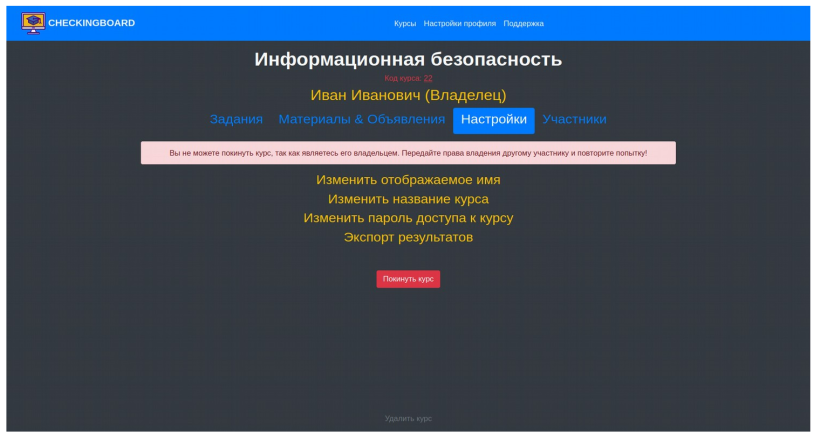 CHECKINGBOARD
Курсы Настройки профиля Поддержка
Информационная безопасность
Код курса: 22
Иван Иванович (Владелец)
Задания Материалы & Объявления Настройки Участники
Вы не можете покинуть курс, так как являетесь его владельцем. Передайте права владения другому участнику и повторите попытку!
Изменить отображаемое имя
Изменить название курса
Изменить пароль доступа к курсу
Экспорт результатов
Покинуть курс
Удалить курс